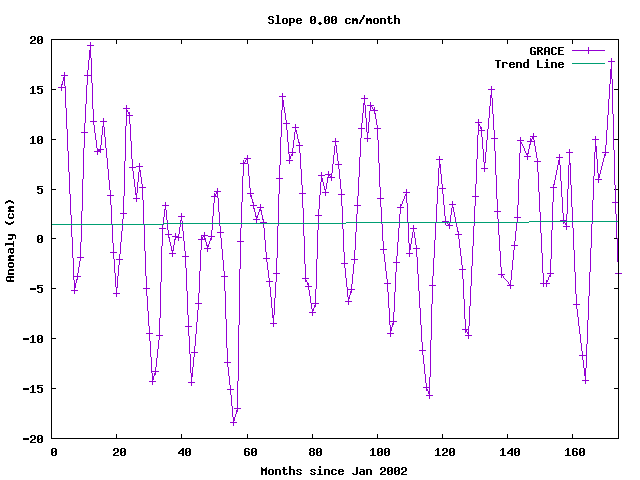 Slope 0.00 cm/month
GRACE
Trend Line
Anomaly (cm)
20
15
10
5
0
-5
-10
-15
-20
0 20 40 60 80 100 120 140 160
Months since Jan 2002